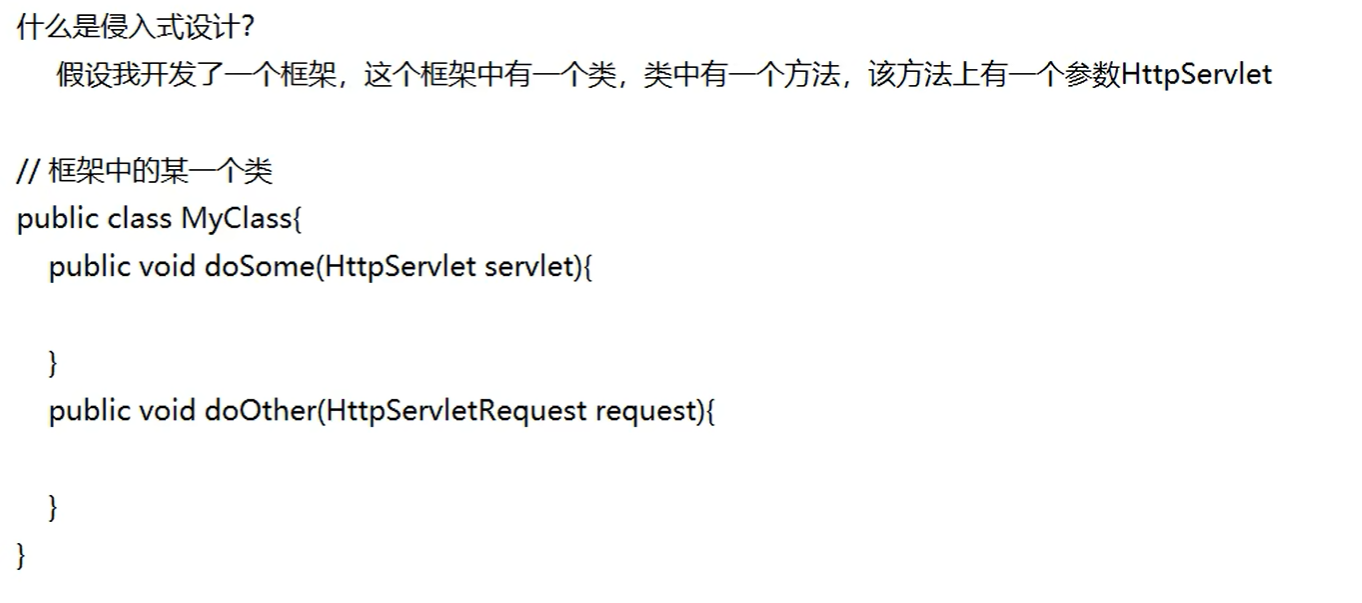 什么是侵入式设计？
假设我开发了一个框架，这个框架中有一个类，类中有一个方法，该方法上有一个参数HttpServlet
// 框架中的某一个类
public class MyClass{
public void doSome(HttpServlet servlet){
}
public void doOther(HttpServletRequest request){
}
}